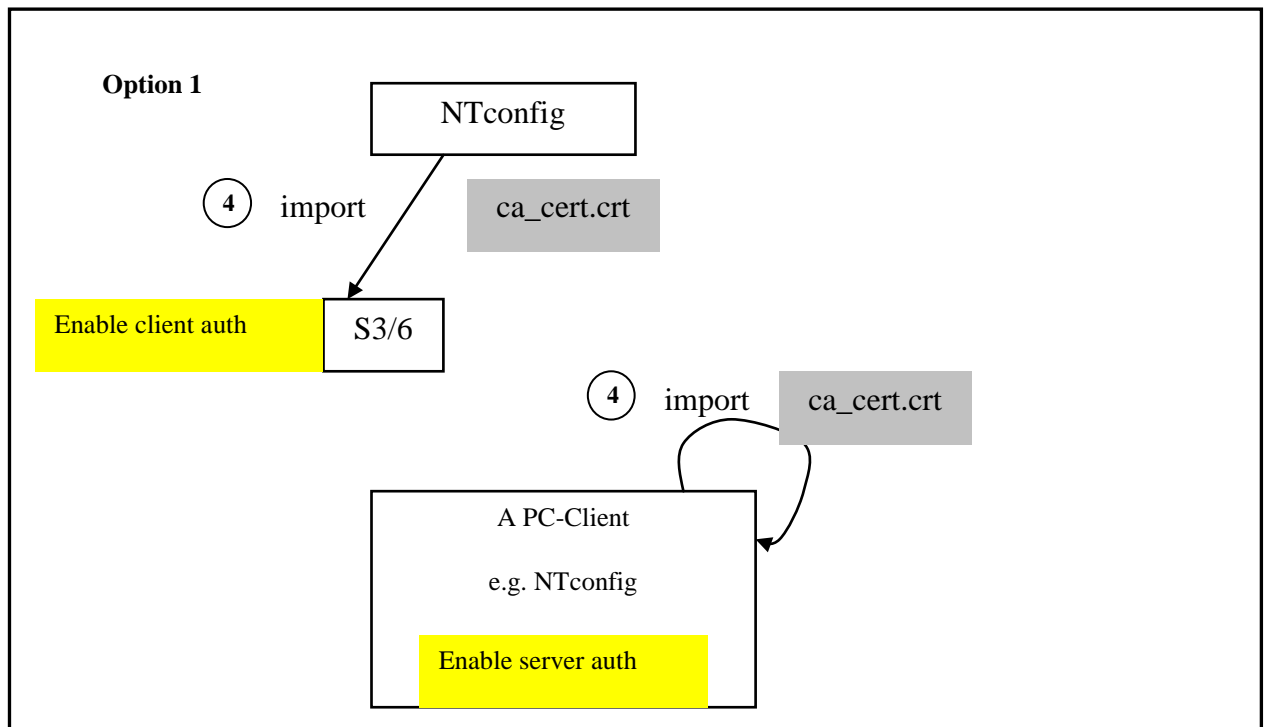 Option 1
NTconfig
4 import ca_cert.crt
Enable client auth S3/6
4 import ca_cert.crt
A PC-Client
e.g. NTconfig
Enable server auth